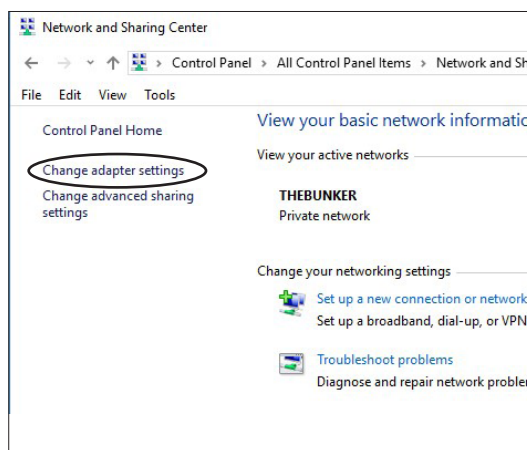 Network and Sharing Center
Control Panel > All Control Panel Items > Network and Sh
File Edit View Tools
Control Panel Home
Change adapter settings
Change advanced sharing
settings
View your basic network informatio
View your active networks
THEBUNKER
Private network
Change your networking settings
Set up a new connection or network
Set up a broadband, dial-up, or VPN
Troubleshoot problems
Diagnose and repair network proble